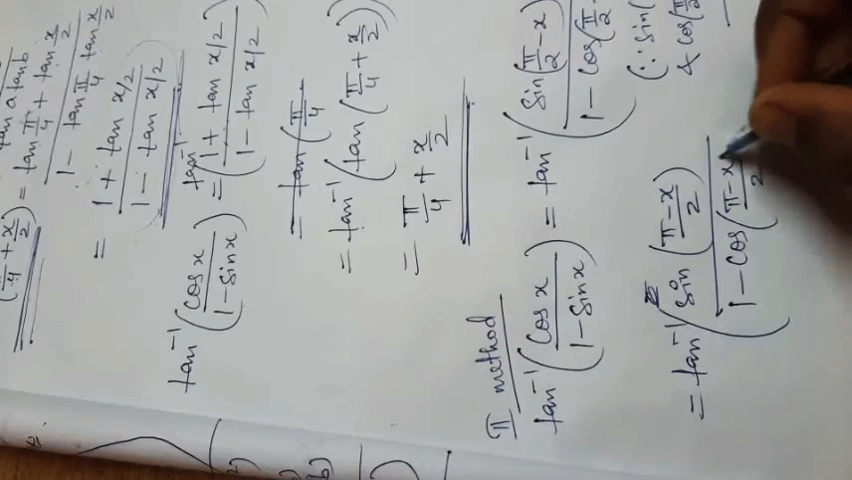 tan a tan b
(π/4 + x/2) = tan π/4 + tan x/2 / 1 - tan π/4 tan x/2
= 1 + tan x/2 / 1 - tan x/2
tan⁻¹(cos x / 1 - sin x) = tan⁻¹(1 + tan x/2 / 1 - tan x/2)
= tan(π/4
= tan⁻¹(tan(π/4 + x/2))
= π/4 + x/2
II method
tan⁻¹(cos x / 1 - sin x) = tan⁻¹(sin(π/2 - x) / 1 - cos(π/2 -
(∵ sin(
& cos(π/2
= tan⁻¹(sin(π - x / 2) / 1 - cos(π - x / 2